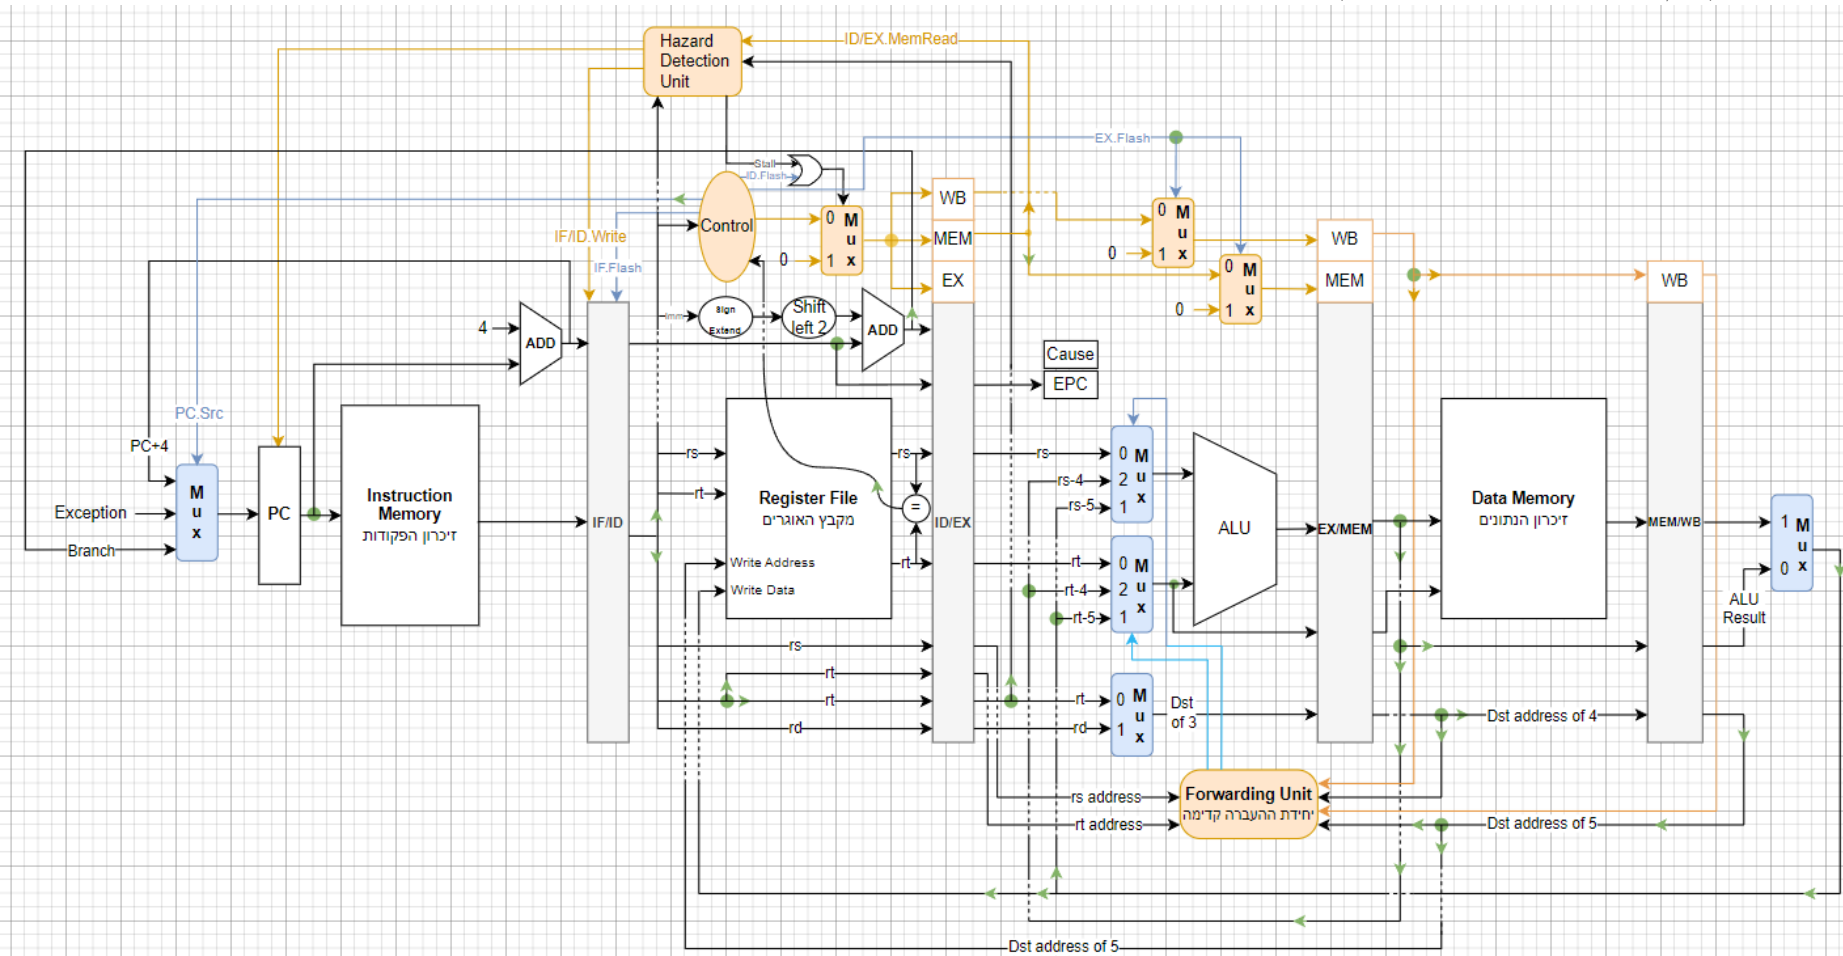 Hazard
Detection
Unit
ID/EX.MemRead
EX.Flash
Stall
ID.Flash
Control
IF/ID.Write
IF.Flash
0 M
u
1 x
0
WB
MEM
EX
0 M
u
1 x
0
0 M
u
1 x
0
WB
MEM
WB
4
ADD
Imm
Sign
Extend
Shift
left 2
ADD
Cause
EPC
PC.Src
PC+4
Exception
Branch
M
u
x
PC
Instruction
Memory
זיכרון הפקודות
IF/ID
rs
rt
Register File
מקבץ האוגרים
Write Address
Write Data
rs
=
rt
ID/EX
rs
rt
rt
rd
rs
rs-4
rs-5
0 M
2 u
1 x
rt
rt-4
rt-5
0 M
2 u
1 x
rt
rd
0 M
u
1 x
Dst
of 3
ALU
EX/MEM
Data Memory
זיכרון הנתונים
MEM/WB
1 M
u
0 x
ALU
Result
Dst address of 4
rs address
rt address
Forwarding Unit
יחידת ההעברה קדימה
Dst address of 5
Dst address of 5